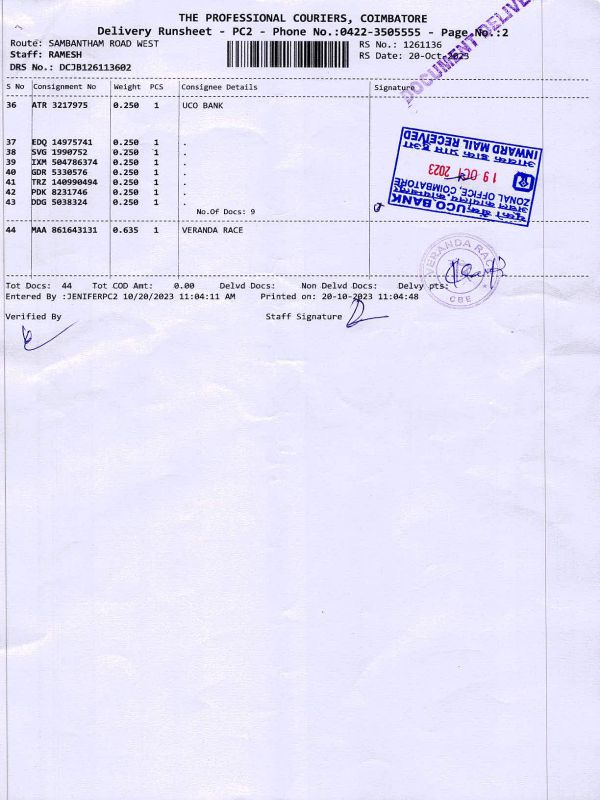 THE PROFESSIONAL COURIERS, COIMBATORE
Delivery Runsheet - PC2 - Phone No.:0422-3505555 - Page No.:2
DOCUMENT DELIVE
Route: SAMBANTHAM ROAD WEST
RS No.: 1261136
Staff: RAMESH
RS Date: 20-Oct-2023
DRS No.: DCJB126113602
S No Consignment No Weight PCS Consignee Details Signature
36 ATR 3217975 0.250 1 UCO BANK
37 EDQ 14975741 0.250 1 .
38 SVG 1990752 0.250 1 .
39 IXM 504786374 0.250 1 .
40 GDR 5330576 0.250 1 .
41 TRZ 140990494 0.250 1 .
42 PDK 8231746 0.250 1 .
43 DDG 5038324 0.250 1 .
No.Of Docs: 9
यूको बैंक UCO BANK
अंचल कार्यालय, कोयंबत्तूर
ZONAL OFFICE, COIMBATORE
19 OCT 2023
आवक डाक प्राप्त हुआ
INWARD MAIL RECEIVED
44 MAA 861643131 0.635 1 VERANDA RACE
VERANDA RACE
CBE
Tot Docs: 44 Tot COD Amt: 0.00 Delvd Docs: Non Delvd Docs: Delvy pts:
Entered By :JENIFERPC2 10/20/2023 11:04:11 AM Printed on: 20-10-2023 11:04:48
Verified By Staff Signature